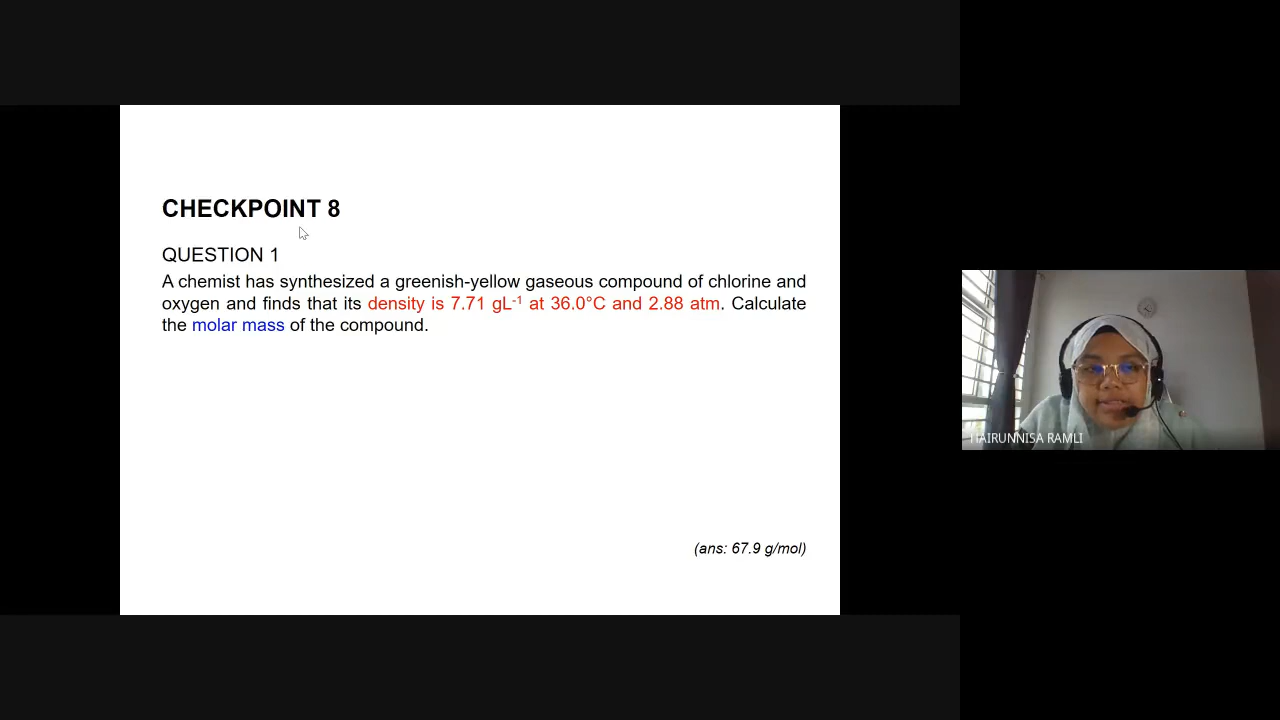 CHECKPOINT 8
QUESTION 1
A chemist has synthesized a greenish-yellow gaseous compound of chlorine and
oxygen and finds that its density is 7.71 gL⁻¹ at 36.0°C and 2.88 atm. Calculate
the molar mass of the compound.
(ans: 67.9 g/mol)
HAIRUNNISA RAMLI